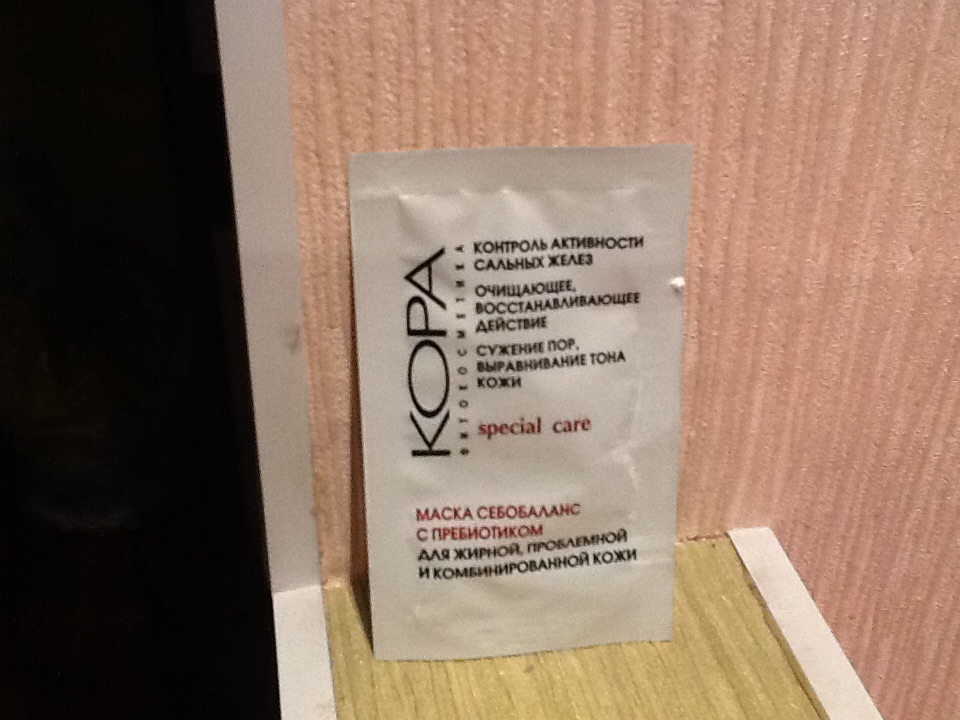 КОРА
ФИТОКОСМЕТИКА
КОНТРОЛЬ АКТИВНОСТИ
САЛЬНЫХ ЖЕЛЕЗ
ОЧИЩАЮЩЕЕ,
ВОССТАНАВЛИВАЮЩЕЕ
ДЕЙСТВИЕ
СУЖЕНИЕ ПОР,
ВЫРАВНИВАНИЕ ТОНА
КОЖИ
special care
МАСКА СЕБОБАЛАНС
С ПРЕБИОТИКОМ
ДЛЯ ЖИРНОЙ, ПРОБЛЕМНОЙ
И КОМБИНИРОВАННОЙ КОЖИ